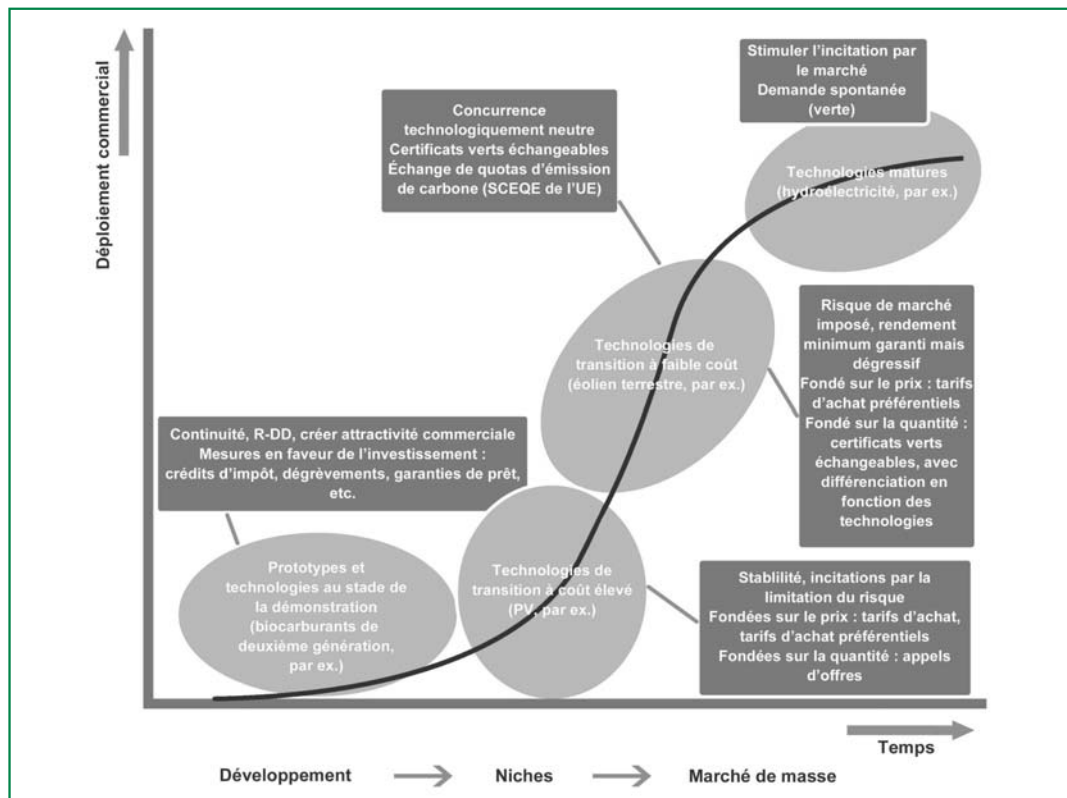 Déploiement commercial
Stimuler l’incitation par
le marché
Demande spontanée
(verte)
Concurrence
technologiquement neutre
Certificats verts échangeables
Échange de quotas d’émission
de carbone (SCEQE de l’UE)
Technologies matures
(hydroélectricité, par ex.)
Technologies de
transition à faible coût
(éolien terrestre, par ex.)
Risque de marché
imposé, rendement
minimum garanti mais
dégressif
Fondé sur le prix : tarifs
d’achat préférentiels
Fondé sur la quantité :
certificats verts
échangeables, avec
différenciation en
fonction des
technologies
Continuité, R-DD, créer attractivité commerciale
Mesures en faveur de l’investissement :
crédits d’impôt, dégrèvements, garanties de prêt,
etc.
Prototypes et
technologies au stade de
la démonstration
(biocarburants de
deuxième génération,
par ex.)
Technologies de
transition à coût élevé
(PV, par ex.)
Stablilité, incitations par la
limitation du risque
Fondées sur le prix : tarifs d’achat,
tarifs d’achat préférentiels
Fondées sur la quantité : appels
d’offres
Temps
Développement
Niches
Marché de masse